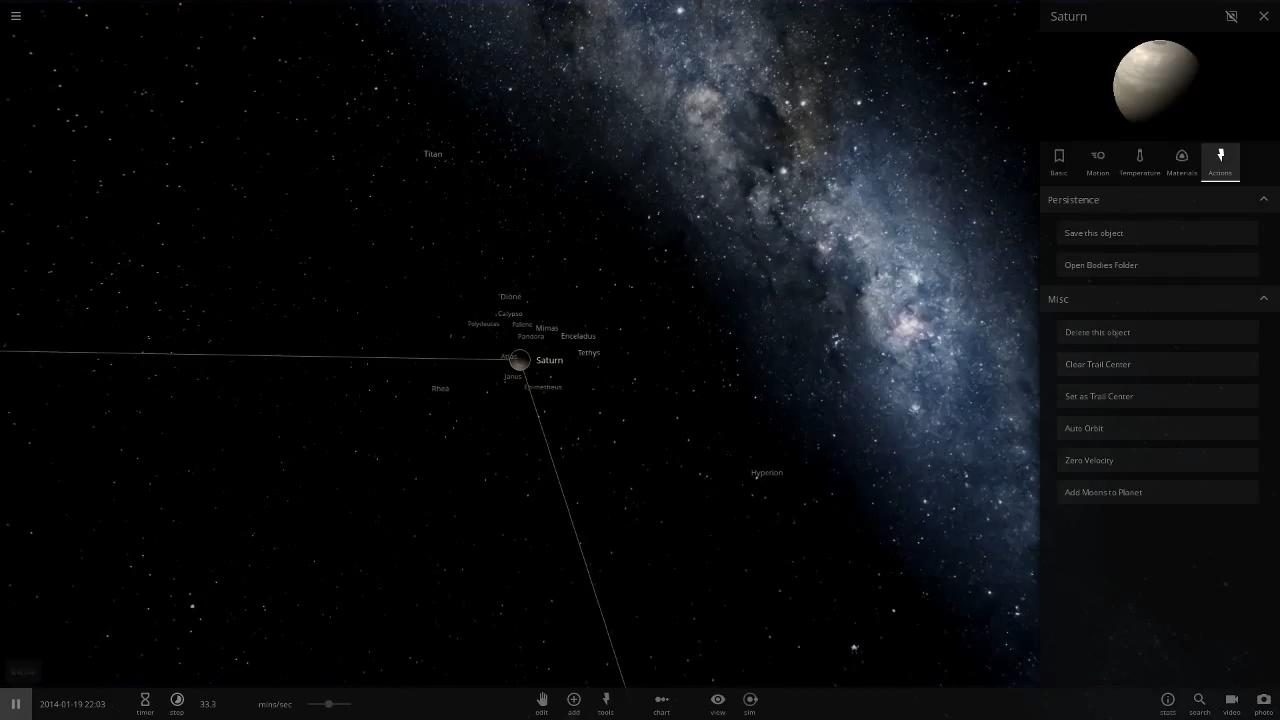 Saturn
Titan
Basic
Motion
Temperature
Materials
Actions
Persistence
Save this object
Open Bodies Folder
Dione
Calypso
Polydeuces
Pallene
Mimas
Pandora
Enceladus
Atlas
Saturn
Tethys
Janus
Epimetheus
Rhea
Hyperion
Misc
Delete this object
Clear Trail Center
Set as Trail Center
Auto Orbit
Zero Velocity
Add Moons to Planet
2014-01-19 22:03
timer
step
33.3
mins/sec
edit
add
tools
chart
view
sim
stats
search
video
photo